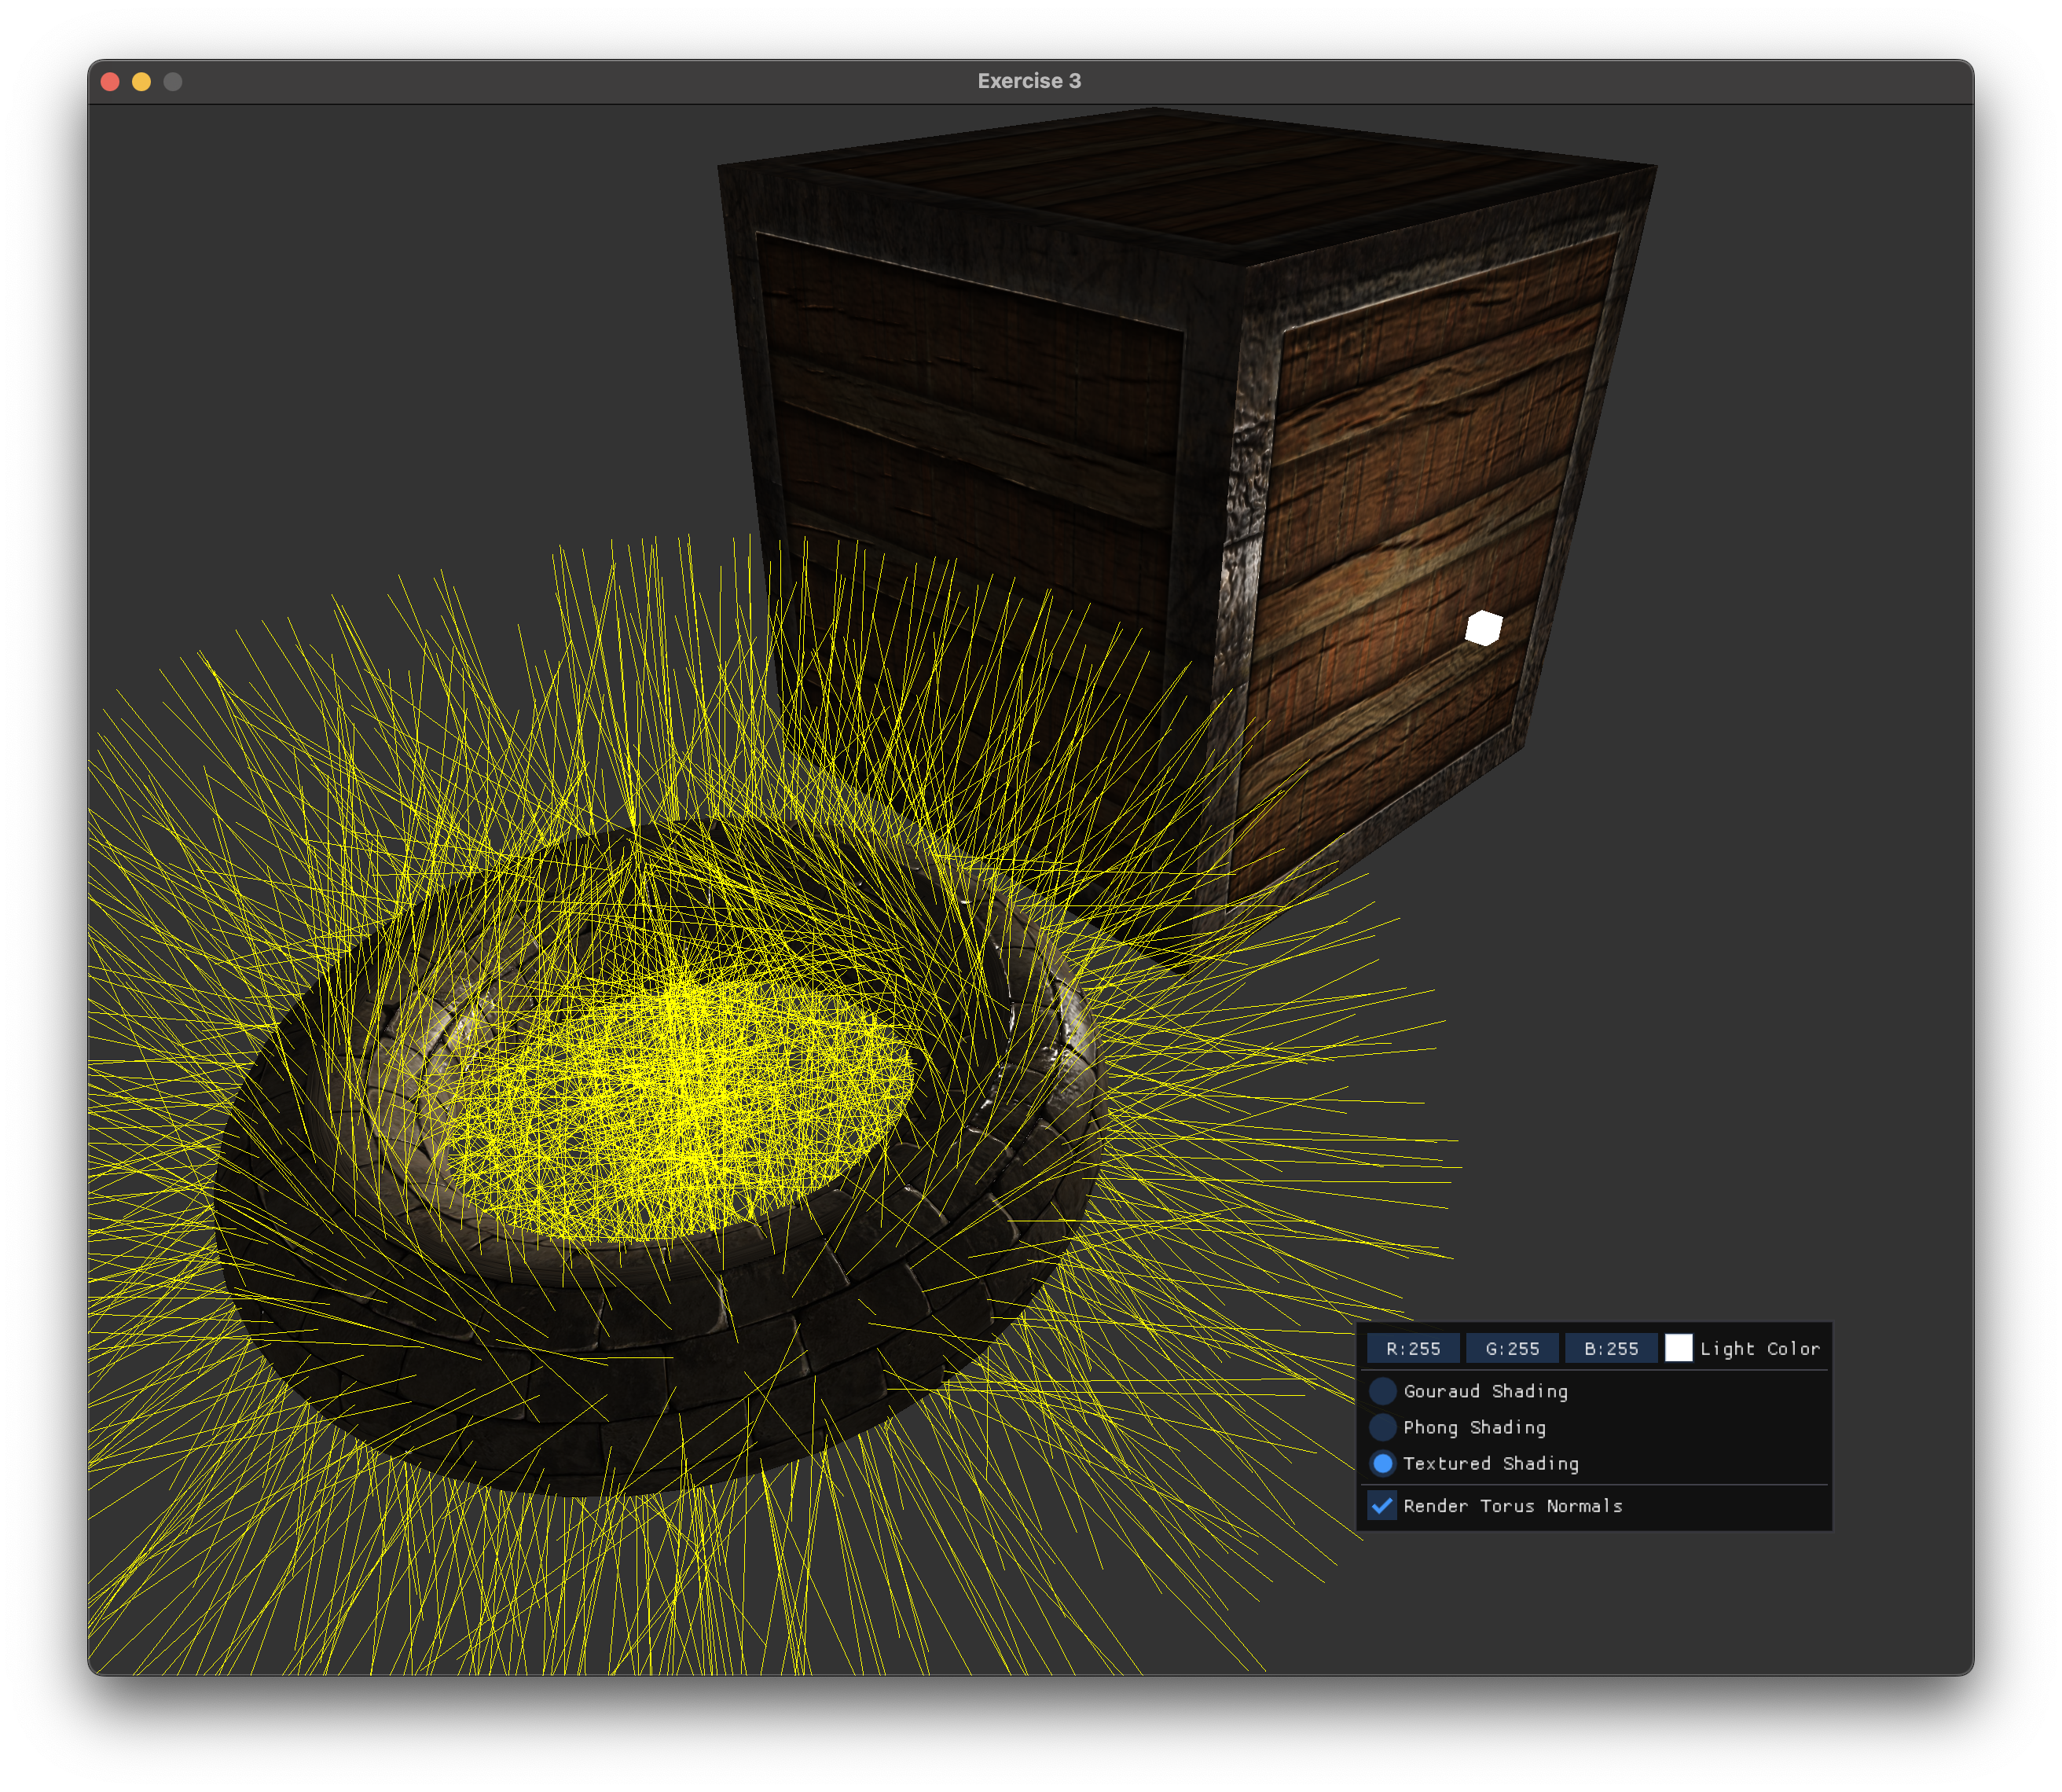 Exercise 3
R:255 G:255 B:255 Light Color
Gouraud Shading
Phong Shading
Textured Shading
Render Torus Normals